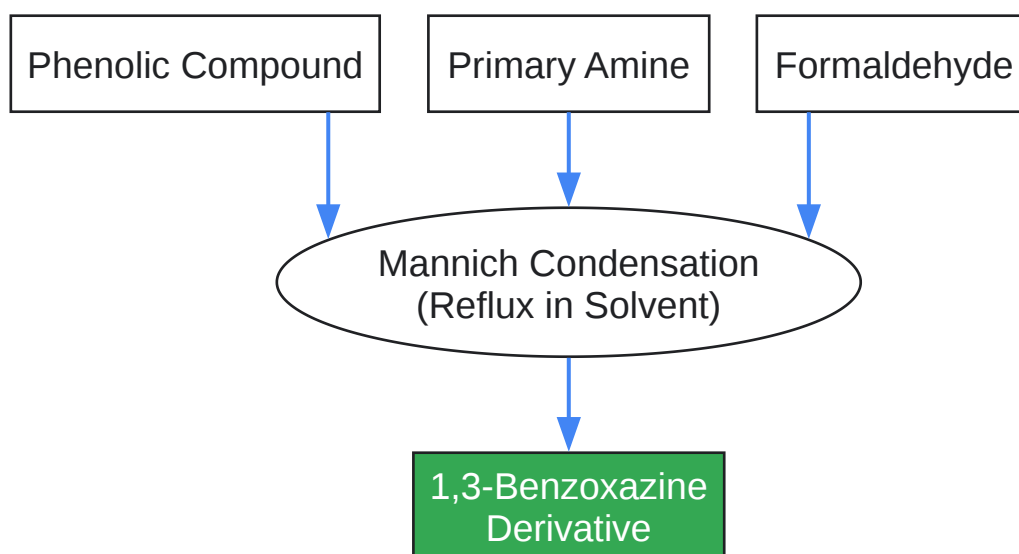 Phenolic Compound
Primary Amine
Formaldehyde
Mannich Condensation
(Reflux in Solvent)
1,3-Benzoxazine
Derivative